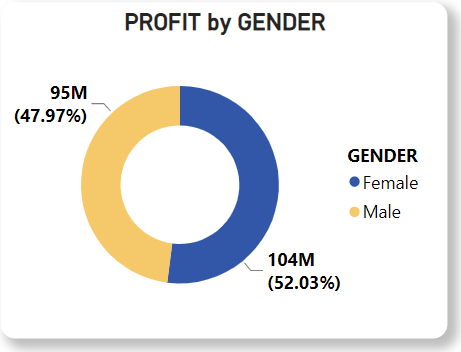 PROFIT by GENDER
95M
(47.97%)
GENDER
Female
Male
104M
(52.03%)